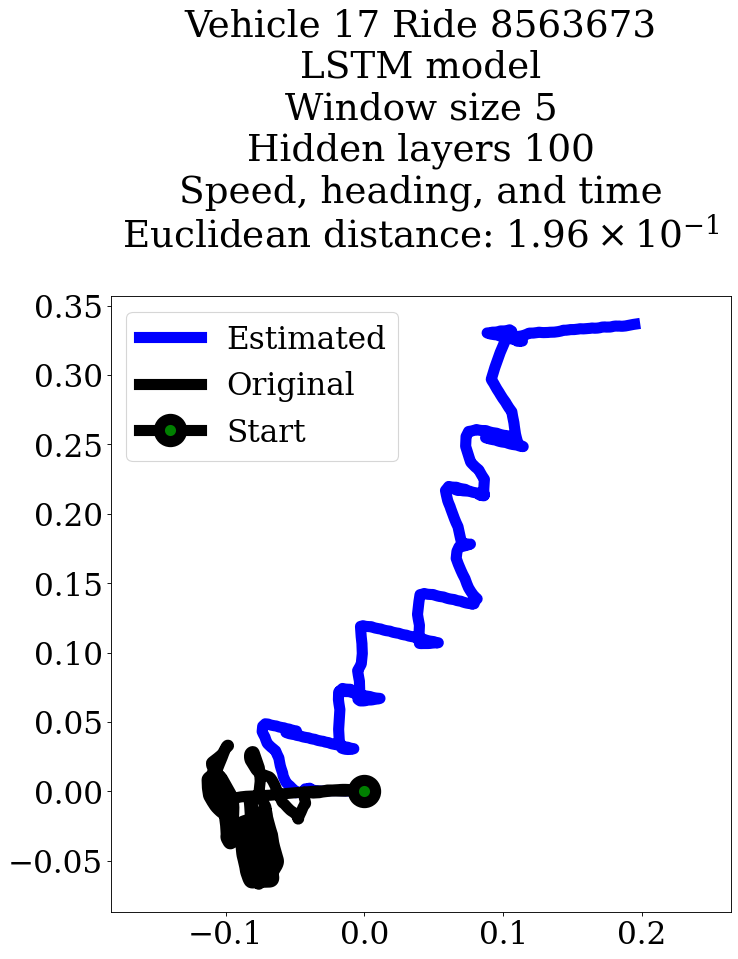 Vehicle 17 Ride 8563673
LSTM model
Window size 5
Hidden layers 100
Speed, heading, and time
Euclidean distance: 1.96 × 10⁻¹
Estimated
Original
Start
0.35
0.30
0.25
0.20
0.15
0.10
0.05
0.00
−0.05
−0.1
0.0
0.1
0.2